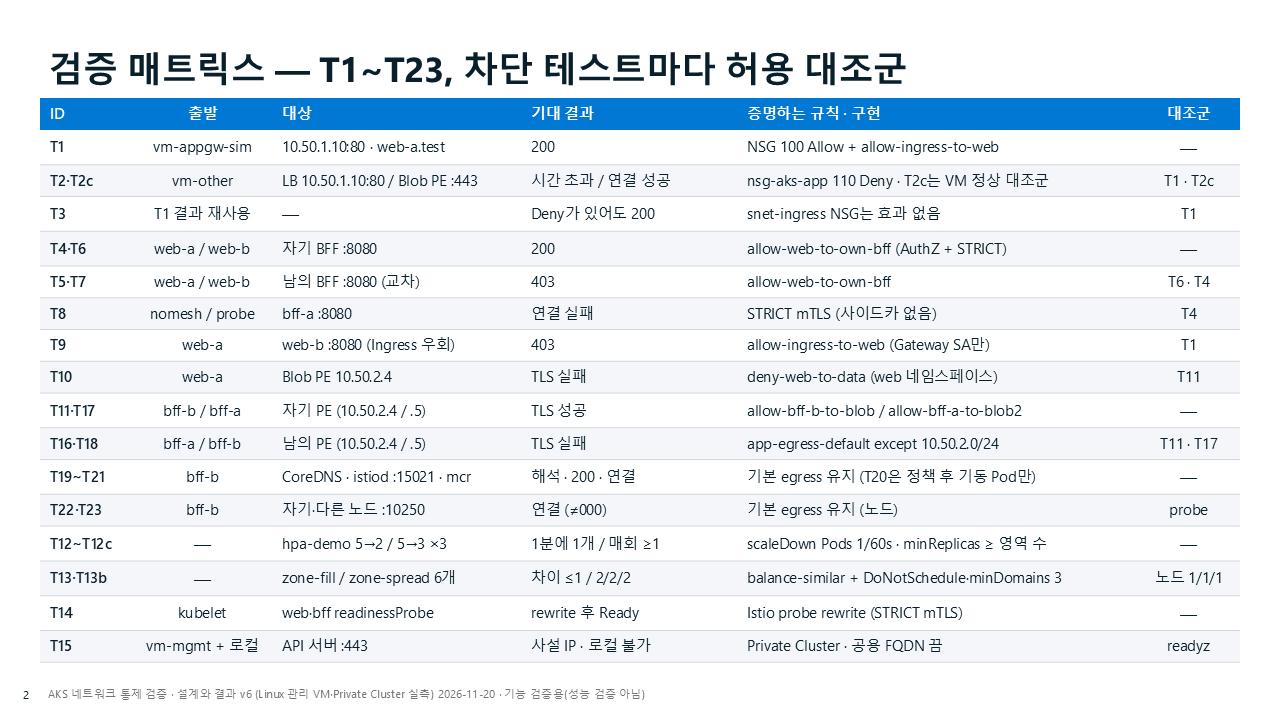 검증 매트릭스 — T1~T23, 차단 테스트마다 허용 대조군
ID 출발 대상 기대 결과 증명하는 규칙 · 구현 대조군
T1 vm-appgw-sim 10.50.1.10:80 · web-a.test 200 NSG 100 Allow + allow-ingress-to-web —
T2·T2c vm-other LB 10.50.1.10:80 / Blob PE :443 시간 초과 / 연결 성공 nsg-aks-app 110 Deny · T2c는 VM 정상 대조군 T1 · T2c
T3 T1 결과 재사용 — Deny가 있어도 200 snet-ingress NSG는 효과 없음 T1
T4·T6 web-a / web-b 자기 BFF :8080 200 allow-web-to-own-bff (AuthZ + STRICT) —
T5·T7 web-a / web-b 남의 BFF :8080 (교차) 403 allow-web-to-own-bff T6 · T4
T8 nomesh / probe bff-a :8080 연결 실패 STRICT mTLS (사이드카 없음) T4
T9 web-a web-b :8080 (Ingress 우회) 403 allow-ingress-to-web (Gateway SA만) T1
T10 web-a Blob PE 10.50.2.4 TLS 실패 deny-web-to-data (web 네임스페이스) T11
T11·T17 bff-b / bff-a 자기 PE (10.50.2.4 / .5) TLS 성공 allow-bff-b-to-blob / allow-bff-a-to-blob2 —
T16·T18 bff-a / bff-b 남의 PE (10.50.2.4 / .5) TLS 실패 app-egress-default except 10.50.2.0/24 T11 · T17
T19~T21 bff-b CoreDNS · istiod :15021 · mcr 해석 · 200 · 연결 기본 egress 유지 (T20은 정책 후 기동 Pod만) —
T22·T23 bff-b 자기·다른 노드 :10250 연결 (≠000) 기본 egress 유지 (노드) probe
T12~T12c — hpa-demo 5→2 / 5→3 ×3 1분에 1개 / 매회 ≥1 scaleDown Pods 1/60s · minReplicas ≥ 영역 수 —
T13·T13b — zone-fill / zone-spread 6개 차이 ≤1 / 2/2/2 balance-similar + DoNotSchedule·minDomains 3 노드 1/1/1
T14 kubelet web·bff readinessProbe rewrite 후 Ready Istio probe rewrite (STRICT mTLS) —
T15 vm-mgmt + 로컬 API 서버 :443 사설 IP · 로컬 불가 Private Cluster · 공용 FQDN 끔 readyz
2 AKS 네트워크 통제 검증 · 설계와 결과 v6 (Linux 관리 VM·Private Cluster 실측) 2026-11-20 · 기능 검증용(성능 검증 아님)